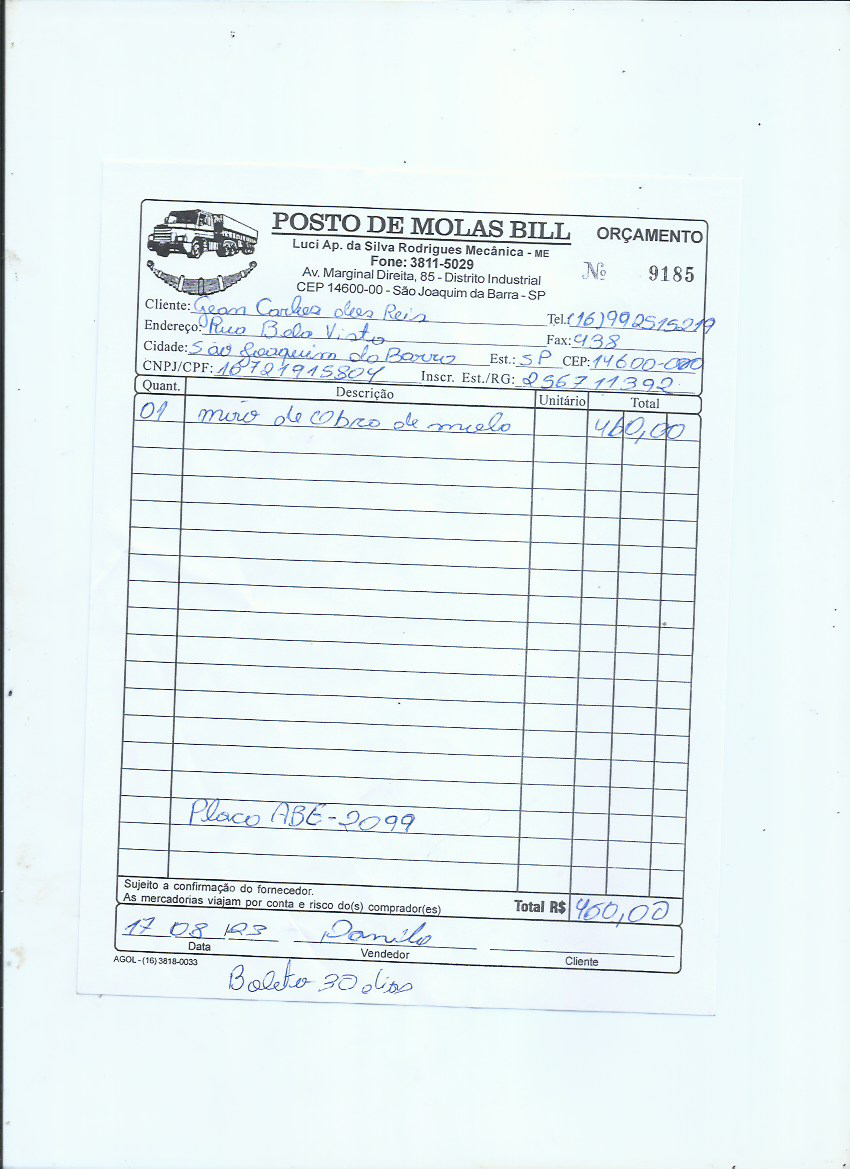 POSTO DE MOLAS BILL
ORÇAMENTO
Luci Ap. da Silva Rodrigues Mecânica - ME
Fone: 3811-5029
Nº 9185
Av. Marginal Direita, 85 - Distrito Industrial
CEP 14600-00 - São Joaquim da Barra - SP
Cliente: Gean Carlos dos Reis Tel. (16)992515219
Endereço: Rua Bela Vista Fax: 938
Cidade: São Joaquim da Barra Est.: SP CEP: 14600-000
CNPJ/CPF: 16721915804 Inscr. Est./RG: 256711392
Quant. Descrição Unitário Total
01 mão de Obra de mola 460,00
Placa ABE-2099
Sujeito a confirmação do fornecedor.
As mercadorias viajam por conta e risco do(s) comprador(es) Total R$ 460,00
17 08 23 Danilo
Data Vendedor Cliente
AGOL - (16) 3818-0033
Boleto 30 dias